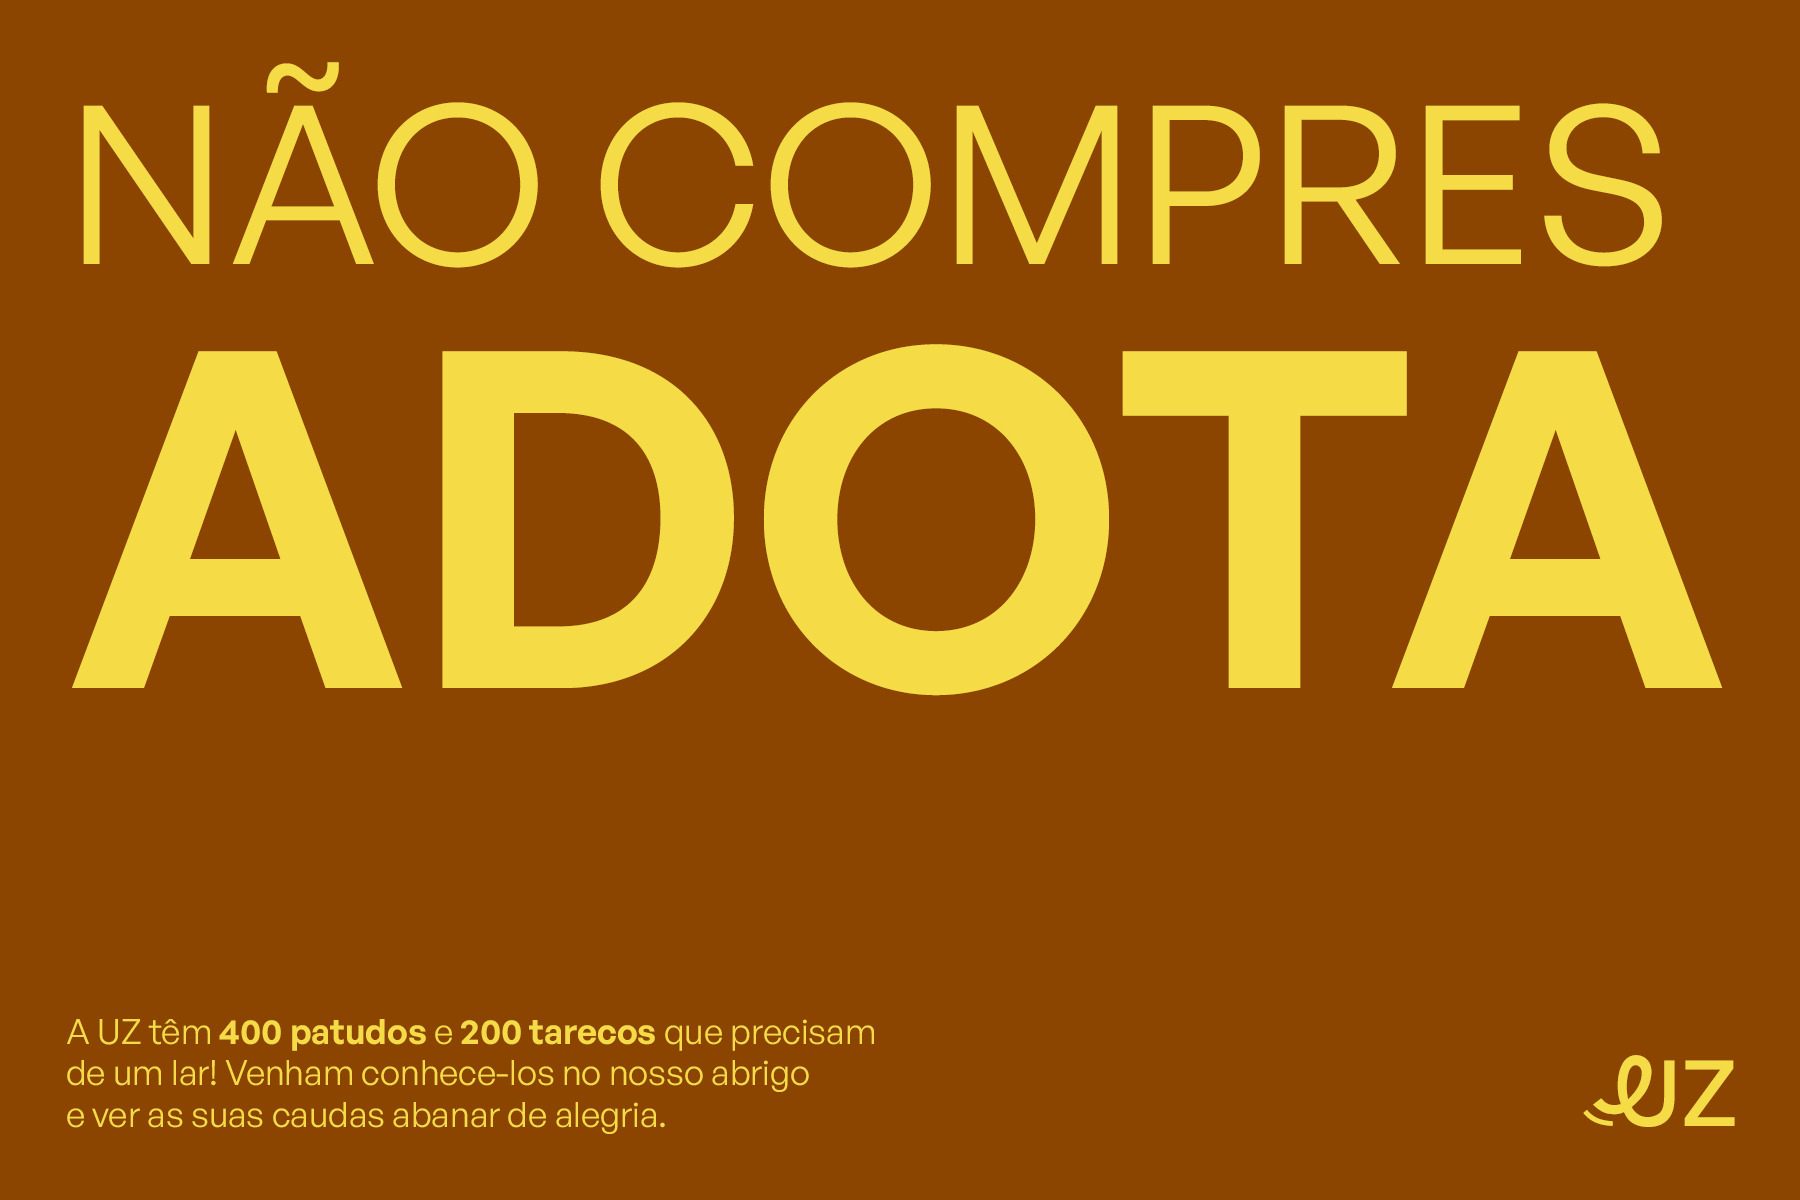 NÃO COMPRES
ADOTA
A UZ têm 400 patudos e 200 tarecos que precisam
de um lar! Venham conhece-los no nosso abrigo
e ver as suas caudas abanar de alegria.
UZ